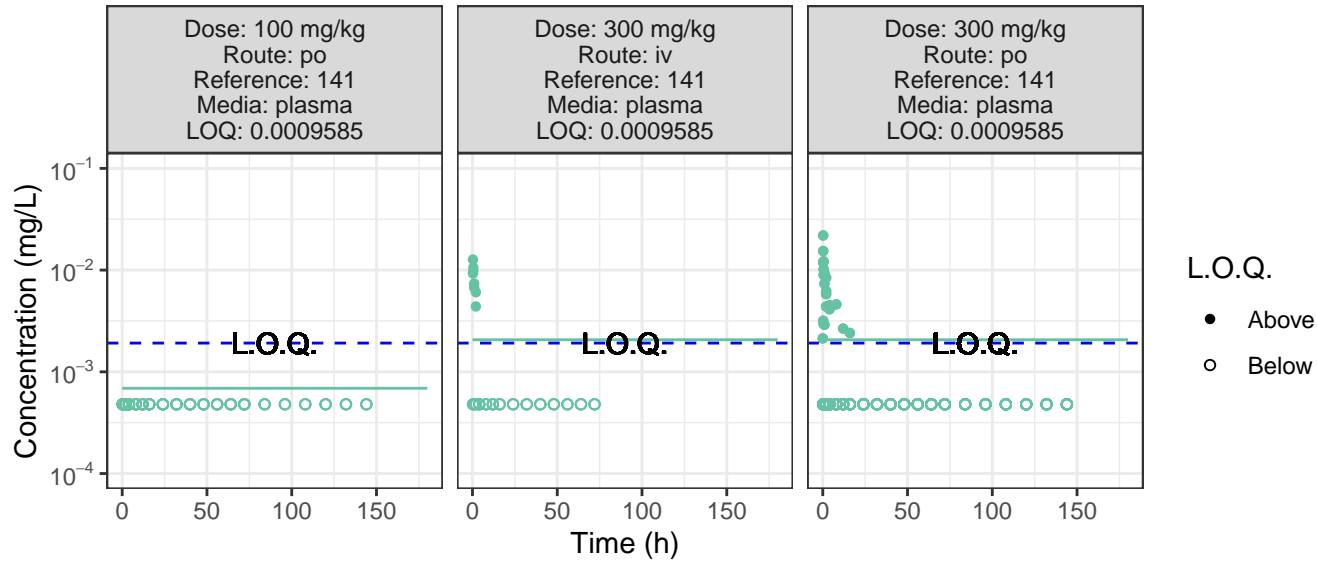 Dose: 100 mg/kg
Route: po
Reference: 141
Media: plasma
LOQ: 0.0009585
Dose: 300 mg/kg
Route: iv
Reference: 141
Media: plasma
LOQ: 0.0009585
Dose: 300 mg/kg
Route: po
Reference: 141
Media: plasma
LOQ: 0.0009585
Concentration (mg/L)
10⁻¹
10⁻²
10⁻³
10⁻⁴
L.O.Q.
L.O.Q.
L.O.Q.
0 50 100 150
0 50 100 150
0 50 100 150
Time (h)
L.O.Q.
Above
Below